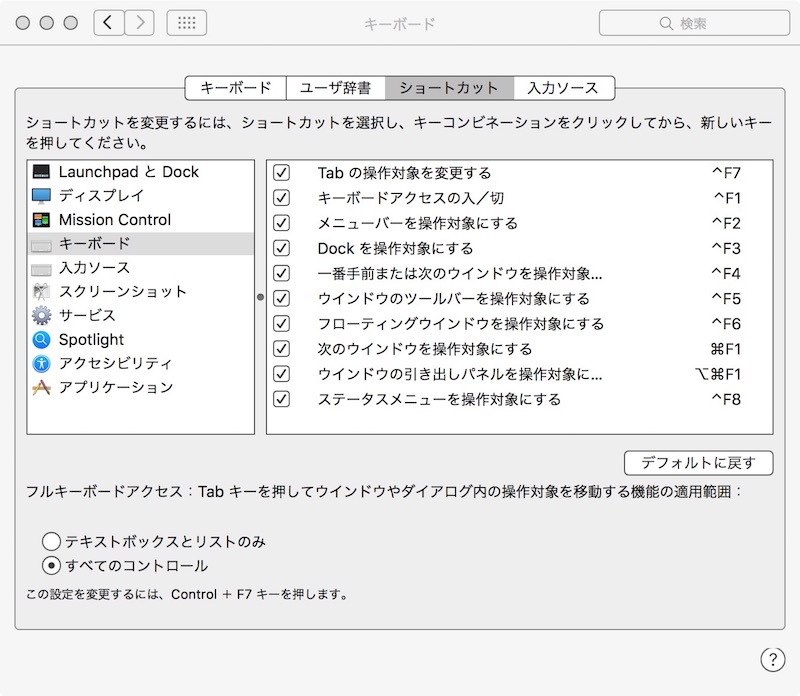 キーボード
検索
キーボード ユーザ辞書 ショートカット 入力ソース
ショートカットを変更するには、ショートカットを選択し、キーコンビネーションをクリックしてから、新しいキー
を押してください。
Launchpad と Dock
ディスプレイ
Mission Control
キーボード
入力ソース
スクリーンショット
サービス
Spotlight
アクセシビリティ
アプリケーション
Tab の操作対象を変更する ^F7
キーボードアクセスの入／切 ^F1
メニューバーを操作対象にする ^F2
Dock を操作対象にする ^F3
一番手前または次のウインドウを操作対象... ^F4
ウインドウのツールバーを操作対象にする ^F5
フローティングウインドウを操作対象にする ^F6
次のウインドウを操作対象にする ⌘F1
ウインドウの引き出しパネルを操作対象に... ⌥⌘F1
ステータスメニューを操作対象にする ^F8
デフォルトに戻す
フルキーボードアクセス：Tab キーを押してウインドウやダイアログ内の操作対象を移動する機能の適用範囲：
テキストボックスとリストのみ
すべてのコントロール
この設定を変更するには、Control + F7 キーを押します。
?